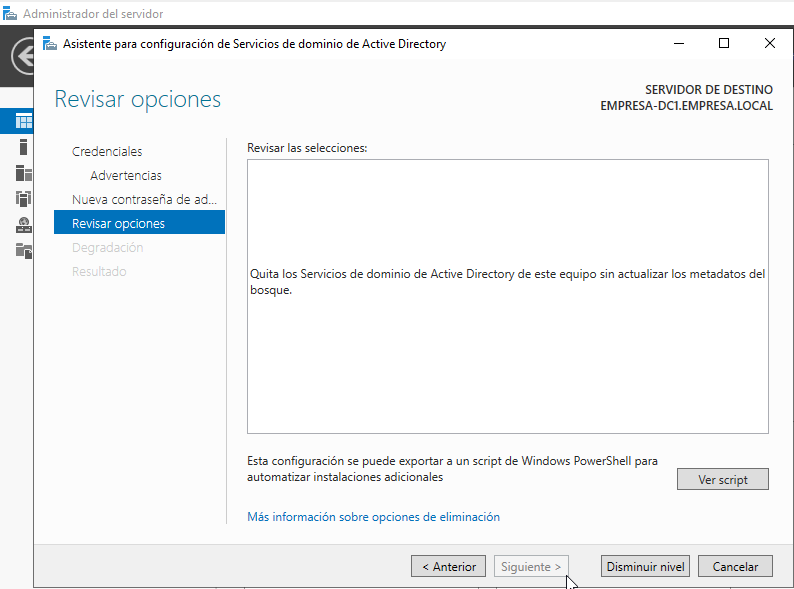 Administrador del servidor
Asistente para configuración de Servicios de dominio de Active Directory
Revisar opciones
SERVIDOR DE DESTINO
EMPRESA-DC1.EMPRESA.LOCAL
Credenciales
Advertencias
Nueva contraseña de ad...
Revisar opciones
Degradación
Resultado
Revisar las selecciones:
Quita los Servicios de dominio de Active Directory de este equipo sin actualizar los metadatos del
bosque.
Esta configuración se puede exportar a un script de Windows PowerShell para
automatizar instalaciones adicionales
Ver script
Más información sobre opciones de eliminación
< Anterior
Siguiente >
Disminuir nivel
Cancelar